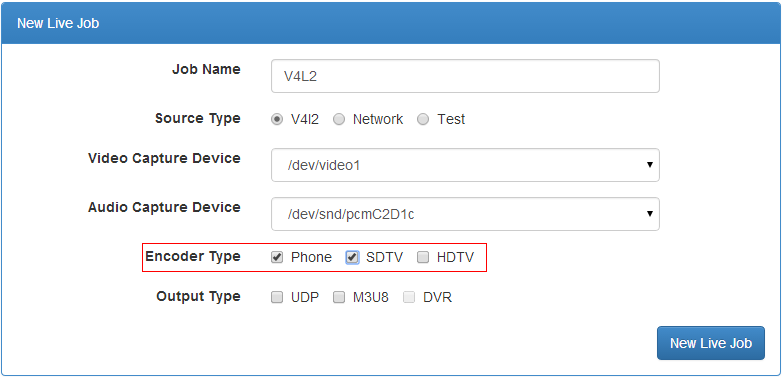 New Live Job
Job Name V4L2
Source Type V4l2 Network Test
Video Capture Device /dev/video1
Audio Capture Device /dev/snd/pcmC2D1c
Encoder Type Phone SDTV HDTV
Output Type UDP M3U8 DVR
New Live Job